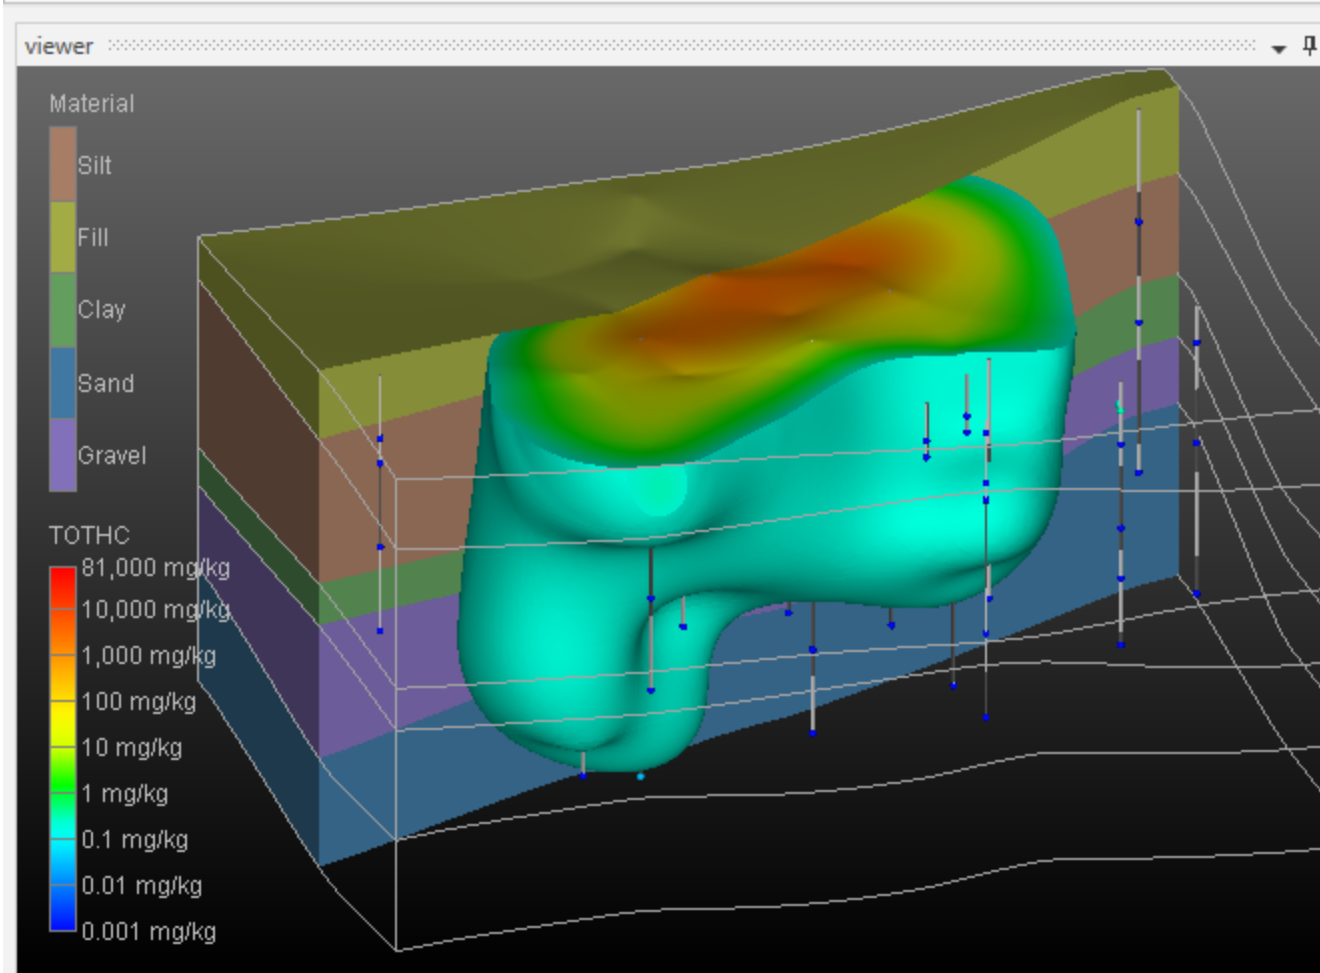 viewer
Material
Silt
Fill
Clay
Sand
Gravel
TOTHC
81,000 mg/kg
10,000 mg/kg
1,000 mg/kg
100 mg/kg
10 mg/kg
1 mg/kg
0.1 mg/kg
0.01 mg/kg
0.001 mg/kg